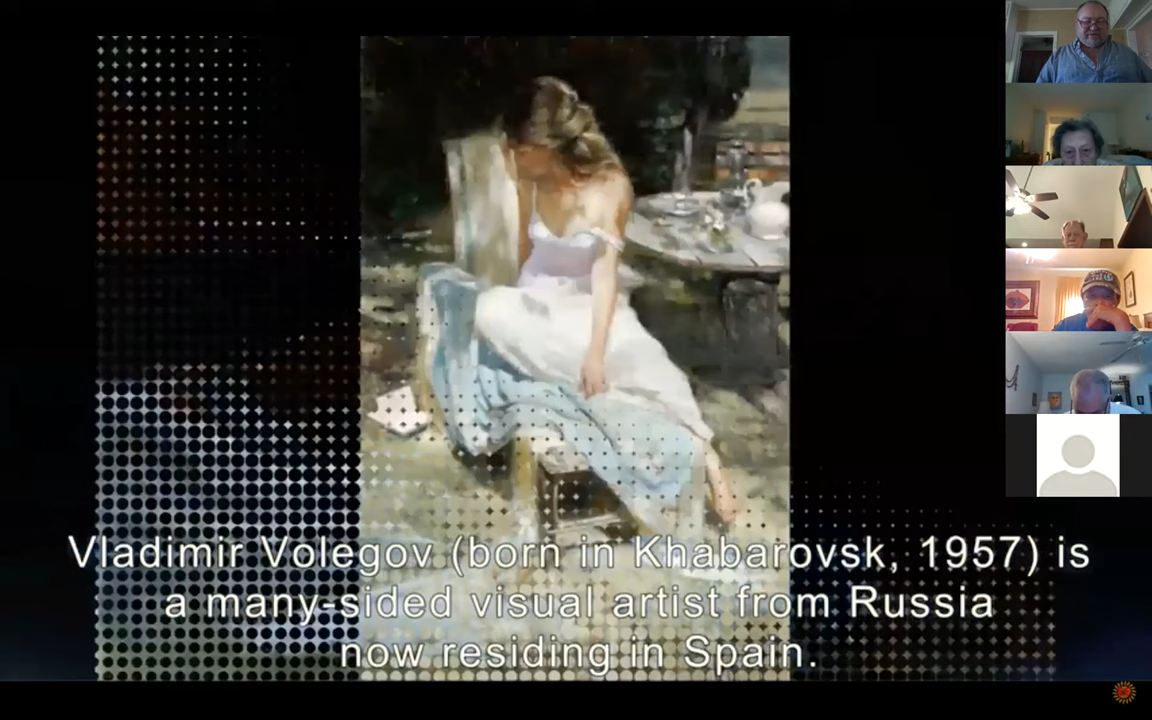 Vladimir Volegov (born in Khabarovsk, 1957) is
a many-sided visual artist from Russia
now residing in Spain.